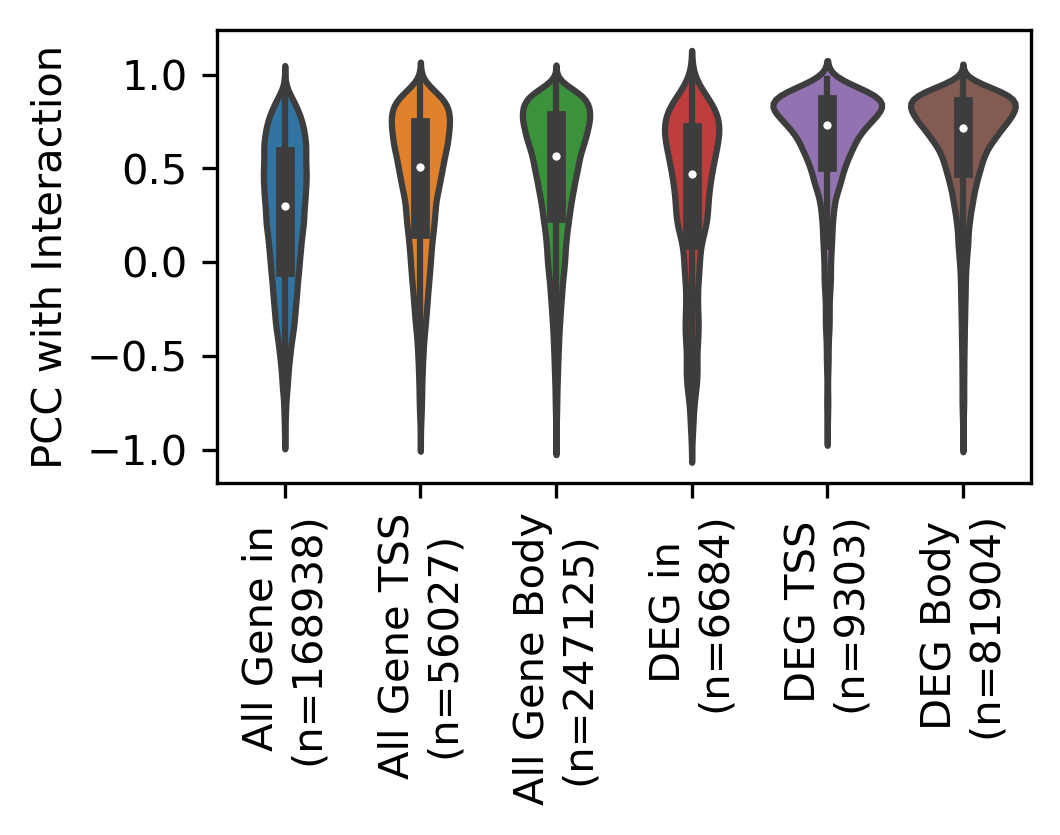 PCC with Interaction
1.0
0.5
0.0
−0.5
−1.0
All Gene in
(n=168938)
All Gene TSS
(n=56027)
All Gene Body
(n=247125)
DEG in
(n=6684)
DEG TSS
(n=9303)
DEG Body
(n=81904)